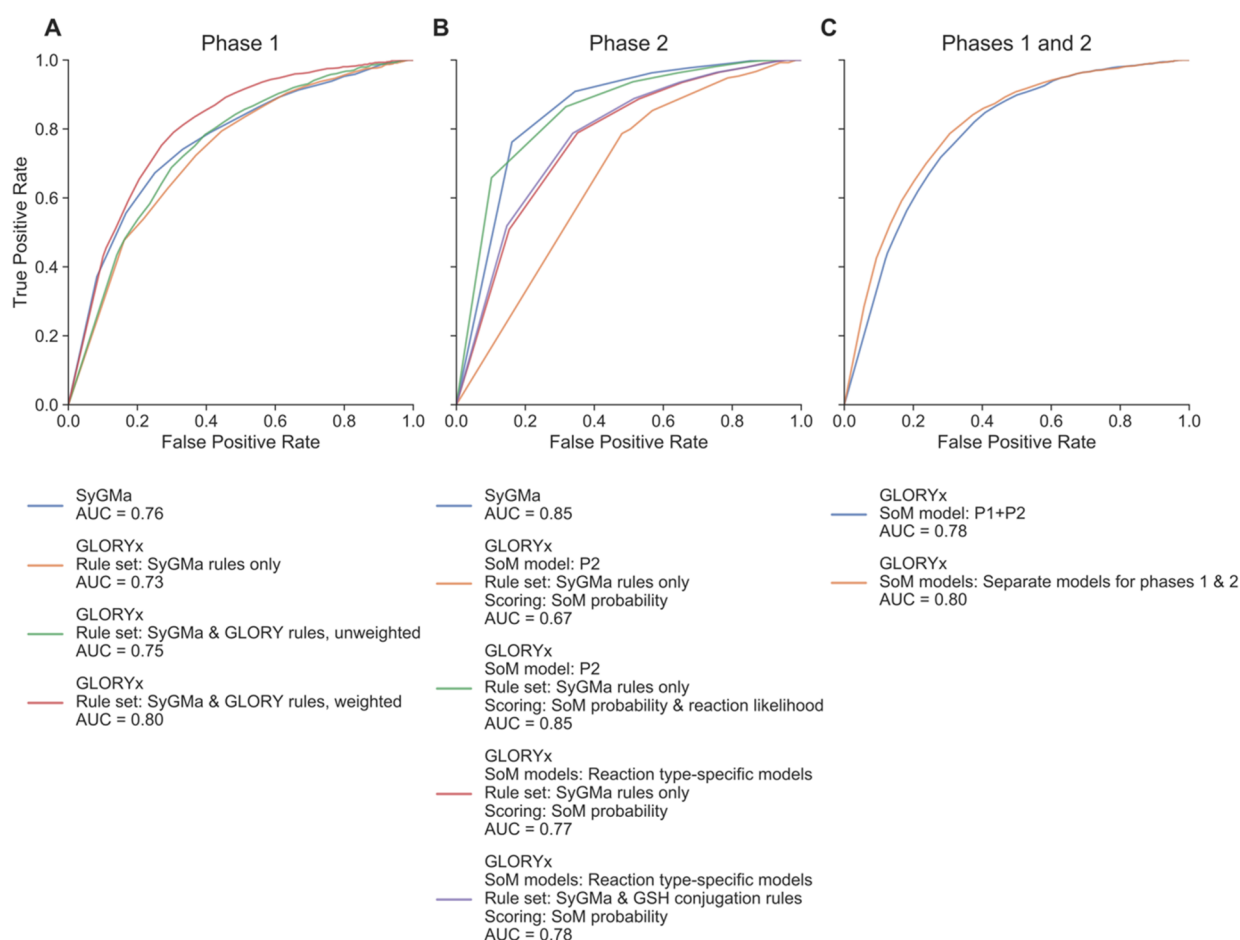 A
Phase 1
B
Phase 2
C
Phases 1 and 2
True Positive Rate
1.0
0.8
0.6
0.4
0.2
0.0
0.0 0.2 0.4 0.6 0.8 1.0
False Positive Rate
0.0 0.2 0.4 0.6 0.8 1.0
False Positive Rate
0.0 0.2 0.4 0.6 0.8 1.0
False Positive Rate
SyGMa
AUC = 0.76
GLORYx
Rule set: SyGMa rules only
AUC = 0.73
GLORYx
Rule set: SyGMa & GLORY rules, unweighted
AUC = 0.75
GLORYx
Rule set: SyGMa & GLORY rules, weighted
AUC = 0.80
SyGMa
AUC = 0.85
GLORYx
SoM model: P2
Rule set: SyGMa rules only
Scoring: SoM probability
AUC = 0.67
GLORYx
SoM model: P2
Rule set: SyGMa rules only
Scoring: SoM probability & reaction likelihood
AUC = 0.85
GLORYx
SoM models: Reaction type-specific models
Rule set: SyGMa rules only
Scoring: SoM probability
AUC = 0.77
GLORYx
SoM models: Reaction type-specific models
Rule set: SyGMa & GSH conjugation rules
Scoring: SoM probability
AUC = 0.78
GLORYx
SoM model: P1+P2
AUC = 0.78
GLORYx
SoM models: Separate models for phases 1 & 2
AUC = 0.80